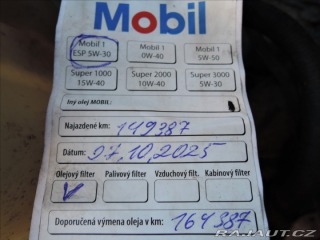 Mobil
Mobil 1 ESP 5W-30
Mobil 1 0W-40
Mobil 1 5W-50
Super 1000 15W-40
Super 2000 10W-40
Super 3000 5W-30
Iný olej MOBIL:
Najazdené km: 149387
Dátum: 07,10,2025
Olejový filter Palivový filter Vzduchový filt. Kabínový filter
Doporučená výmena oleja v km: 164387
RAJAUT.CZ